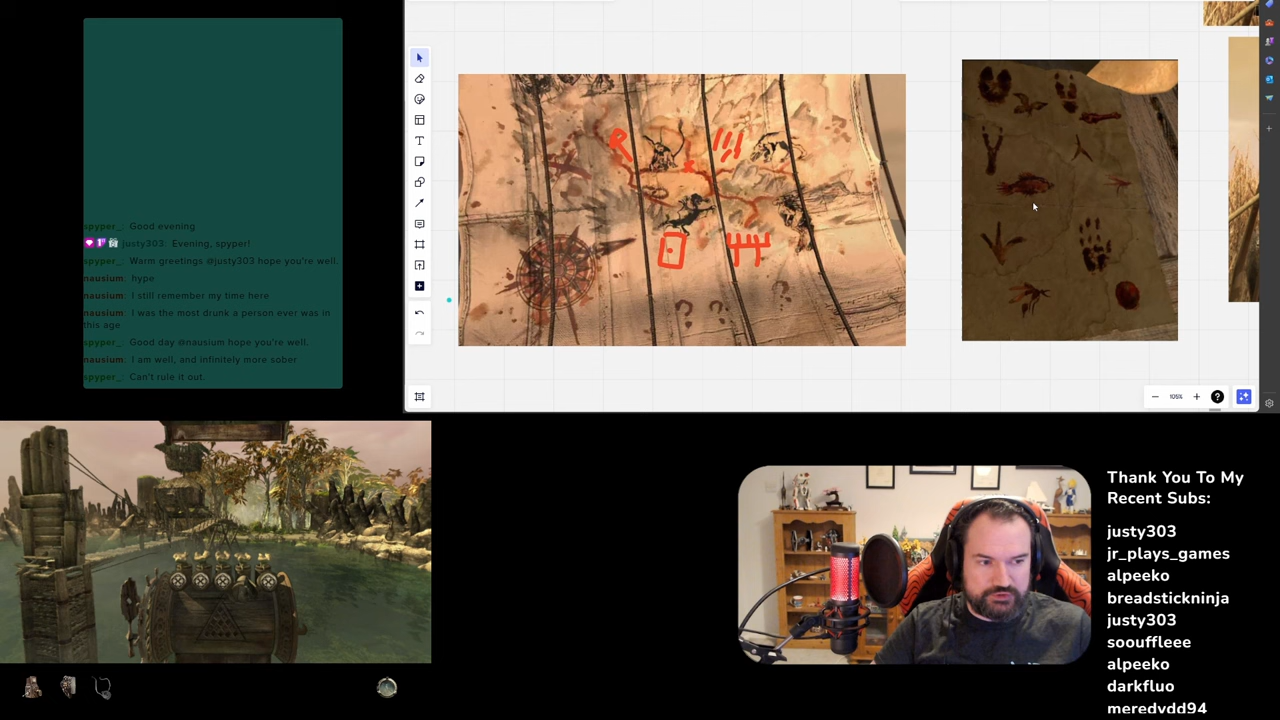 spyper_: Good evening
justy303: Evening, spyper!
spyper_: Warm greetings @justy303 hope you're well.
nausium: hype
nausium: I still remember my time here
nausium: I was the most drunk a person ever was in
this age
spyper_: Good day @nausium hope you're well.
nausium: I am well, and infinitely more sober
spyper_: Can't rule it out.
T
R
105%
?
Thank You To My
Recent Subs:
justy303
jr_plays_games
alpeeko
breadstickninja
justy303
sooufleee
alpeeko
darkfluo
meredydd94